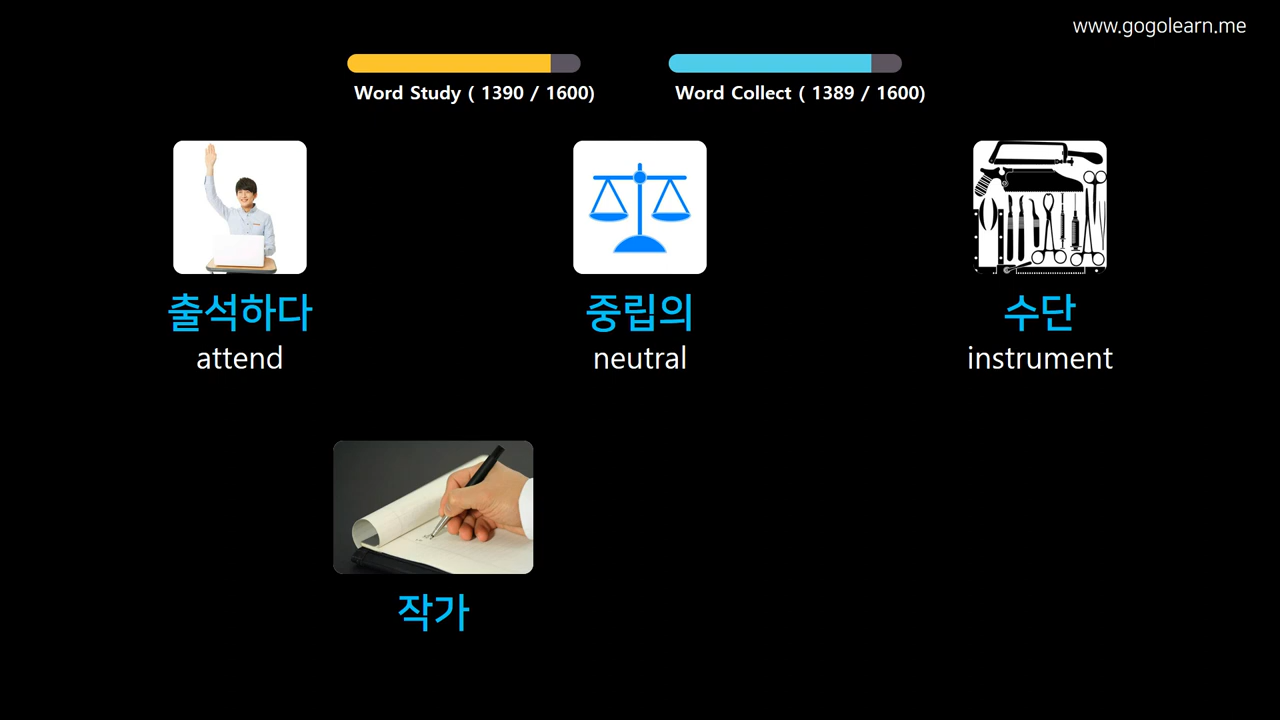 www.gogolearn.me
Word Study ( 1390 / 1600)
Word Collect ( 1389 / 1600)
출석하다
attend
중립의
neutral
수단
instrument
작가